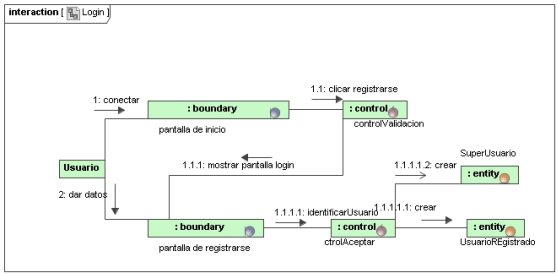 interaction [ Login ]
1.1: clicar registrarse
1: conectar
: boundary
: control
pantalla de inicio
controlValidacion
SuperUsuario
Usuario
1.1.1: mostrar pantalla login
1.1.1.1.2: crear
: entity
2: dar datos
1.1.1.1: identificarUsuario
1.1.1.1.1: crear
: boundary
: control
: entity
pantalla de registrarse
ctrolAceptar
UsuarioREgistrado